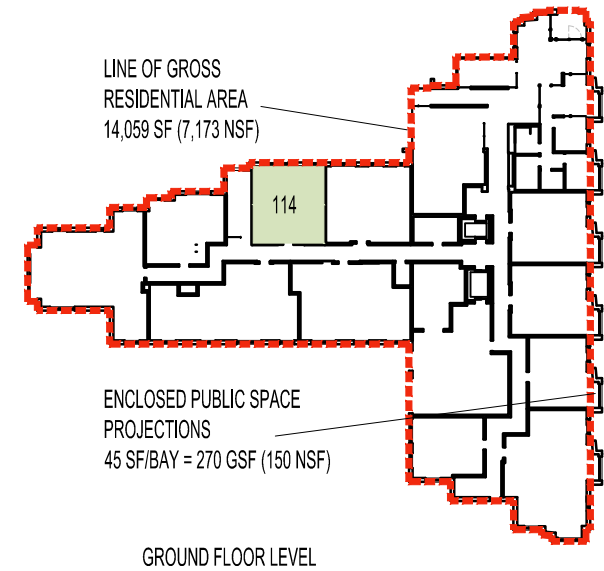 LINE OF GROSS
RESIDENTIAL AREA
14,059 SF (7,173 NSF)
114
ENCLOSED PUBLIC SPACE
PROJECTIONS
45 SF/BAY = 270 GSF (150 NSF)
GROUND FLOOR LEVEL